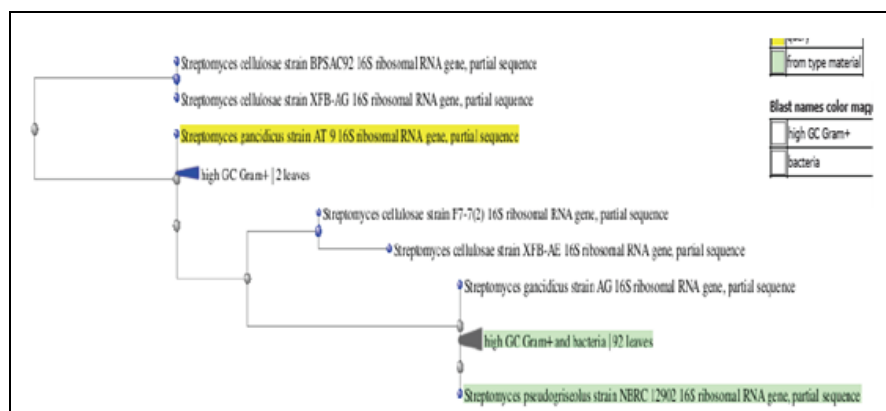 Streptomyces cellulosae strain BPSAC92 16S ribosomal RNA gene, partial sequence
Streptomyces cellulosae strain XFB-AG 16S ribosomal RNA gene, partial sequence
Streptomyces gancidicus strain AT 9 16S ribosomal RNA gene, partial sequence
high GC Gram+ | 2 leaves
Streptomyces cellulosae strain F7-7(2) 16S ribosomal RNA gene, partial sequence
Streptomyces cellulosae strain XFB-AE 16S ribosomal RNA gene, partial sequence
Streptomyces gancidicus strain AG 16S ribosomal RNA gene, partial sequence
high GC Gram+ and bacteria | 92 leaves
Streptomyces pseudogriseolus strain NBRC 12902 16S ribosomal RNA gene, partial sequence
query
from type material
Blast names color mapp
high GC Gram+
bacteria